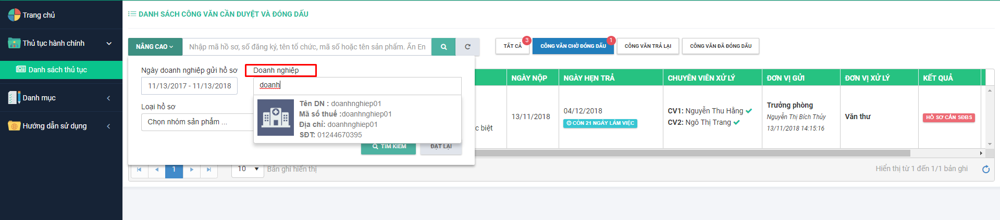 Trang chủ
Thủ tục hành chính
Danh sách thủ tục
Danh mục
Hướng dẫn sử dụng
DANH SÁCH CÔNG VĂN CẦN DUYỆT VÀ ĐÓNG DẤU
NÂNG CAO
Nhập mã hồ sơ, số đăng ký, tên tổ chức, mã số hoặc tên sản phẩm. Ấn En
TẤT CẢ 3
CÔNG VĂN CHỜ ĐÓNG DẤU 1
CÔNG VĂN TRẢ LẠI
CÔNG VĂN ĐÃ ĐÓNG DẤU
Ngày doanh nghiệp gửi hồ sơ
11/13/2017 - 11/13/2018
Doanh nghiệp
doanh
Tên DN : doanhnghiep01
Mã số thuế :doanhnghiep01
Địa chỉ: doanhnghiep01
SĐT: 01244670395
Loại hồ sơ
Chọn nhóm sản phẩm ...
TÌM KIẾM
ĐẶT LẠI
NGÀY NỘP
NGÀY HẸN TRẢ
CHUYÊN VIÊN XỬ LÝ
ĐƠN VỊ GỬI
ĐƠN VỊ XỬ LÝ
KẾT QUẢ
c biệt
13/11/2018
04/12/2018
CÒN 21 NGÀY LÀM VIỆC
CV1: Nguyễn Thu Hằng
CV2: Ngô Thị Trang
Trưởng phòng
Nguyễn Thị Bích Thủy
13/11/2018 14:15:16
Văn thư
HỒ SƠ CẦN SĐBS
1
10
Bản ghi hiển thị
Hiển thị từ 1 đến 1/1 bản ghi